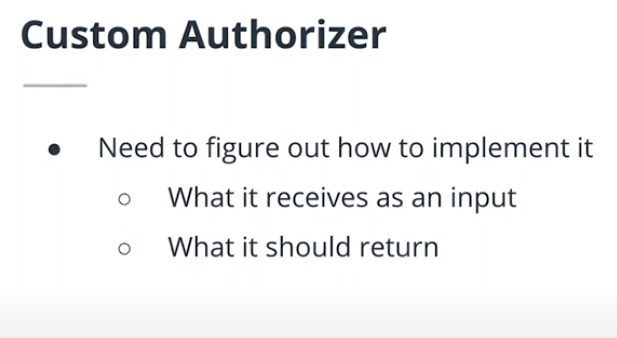 Custom Authorizer
● Need to figure out how to implement it
○ What it receives as an input
○ What it should return